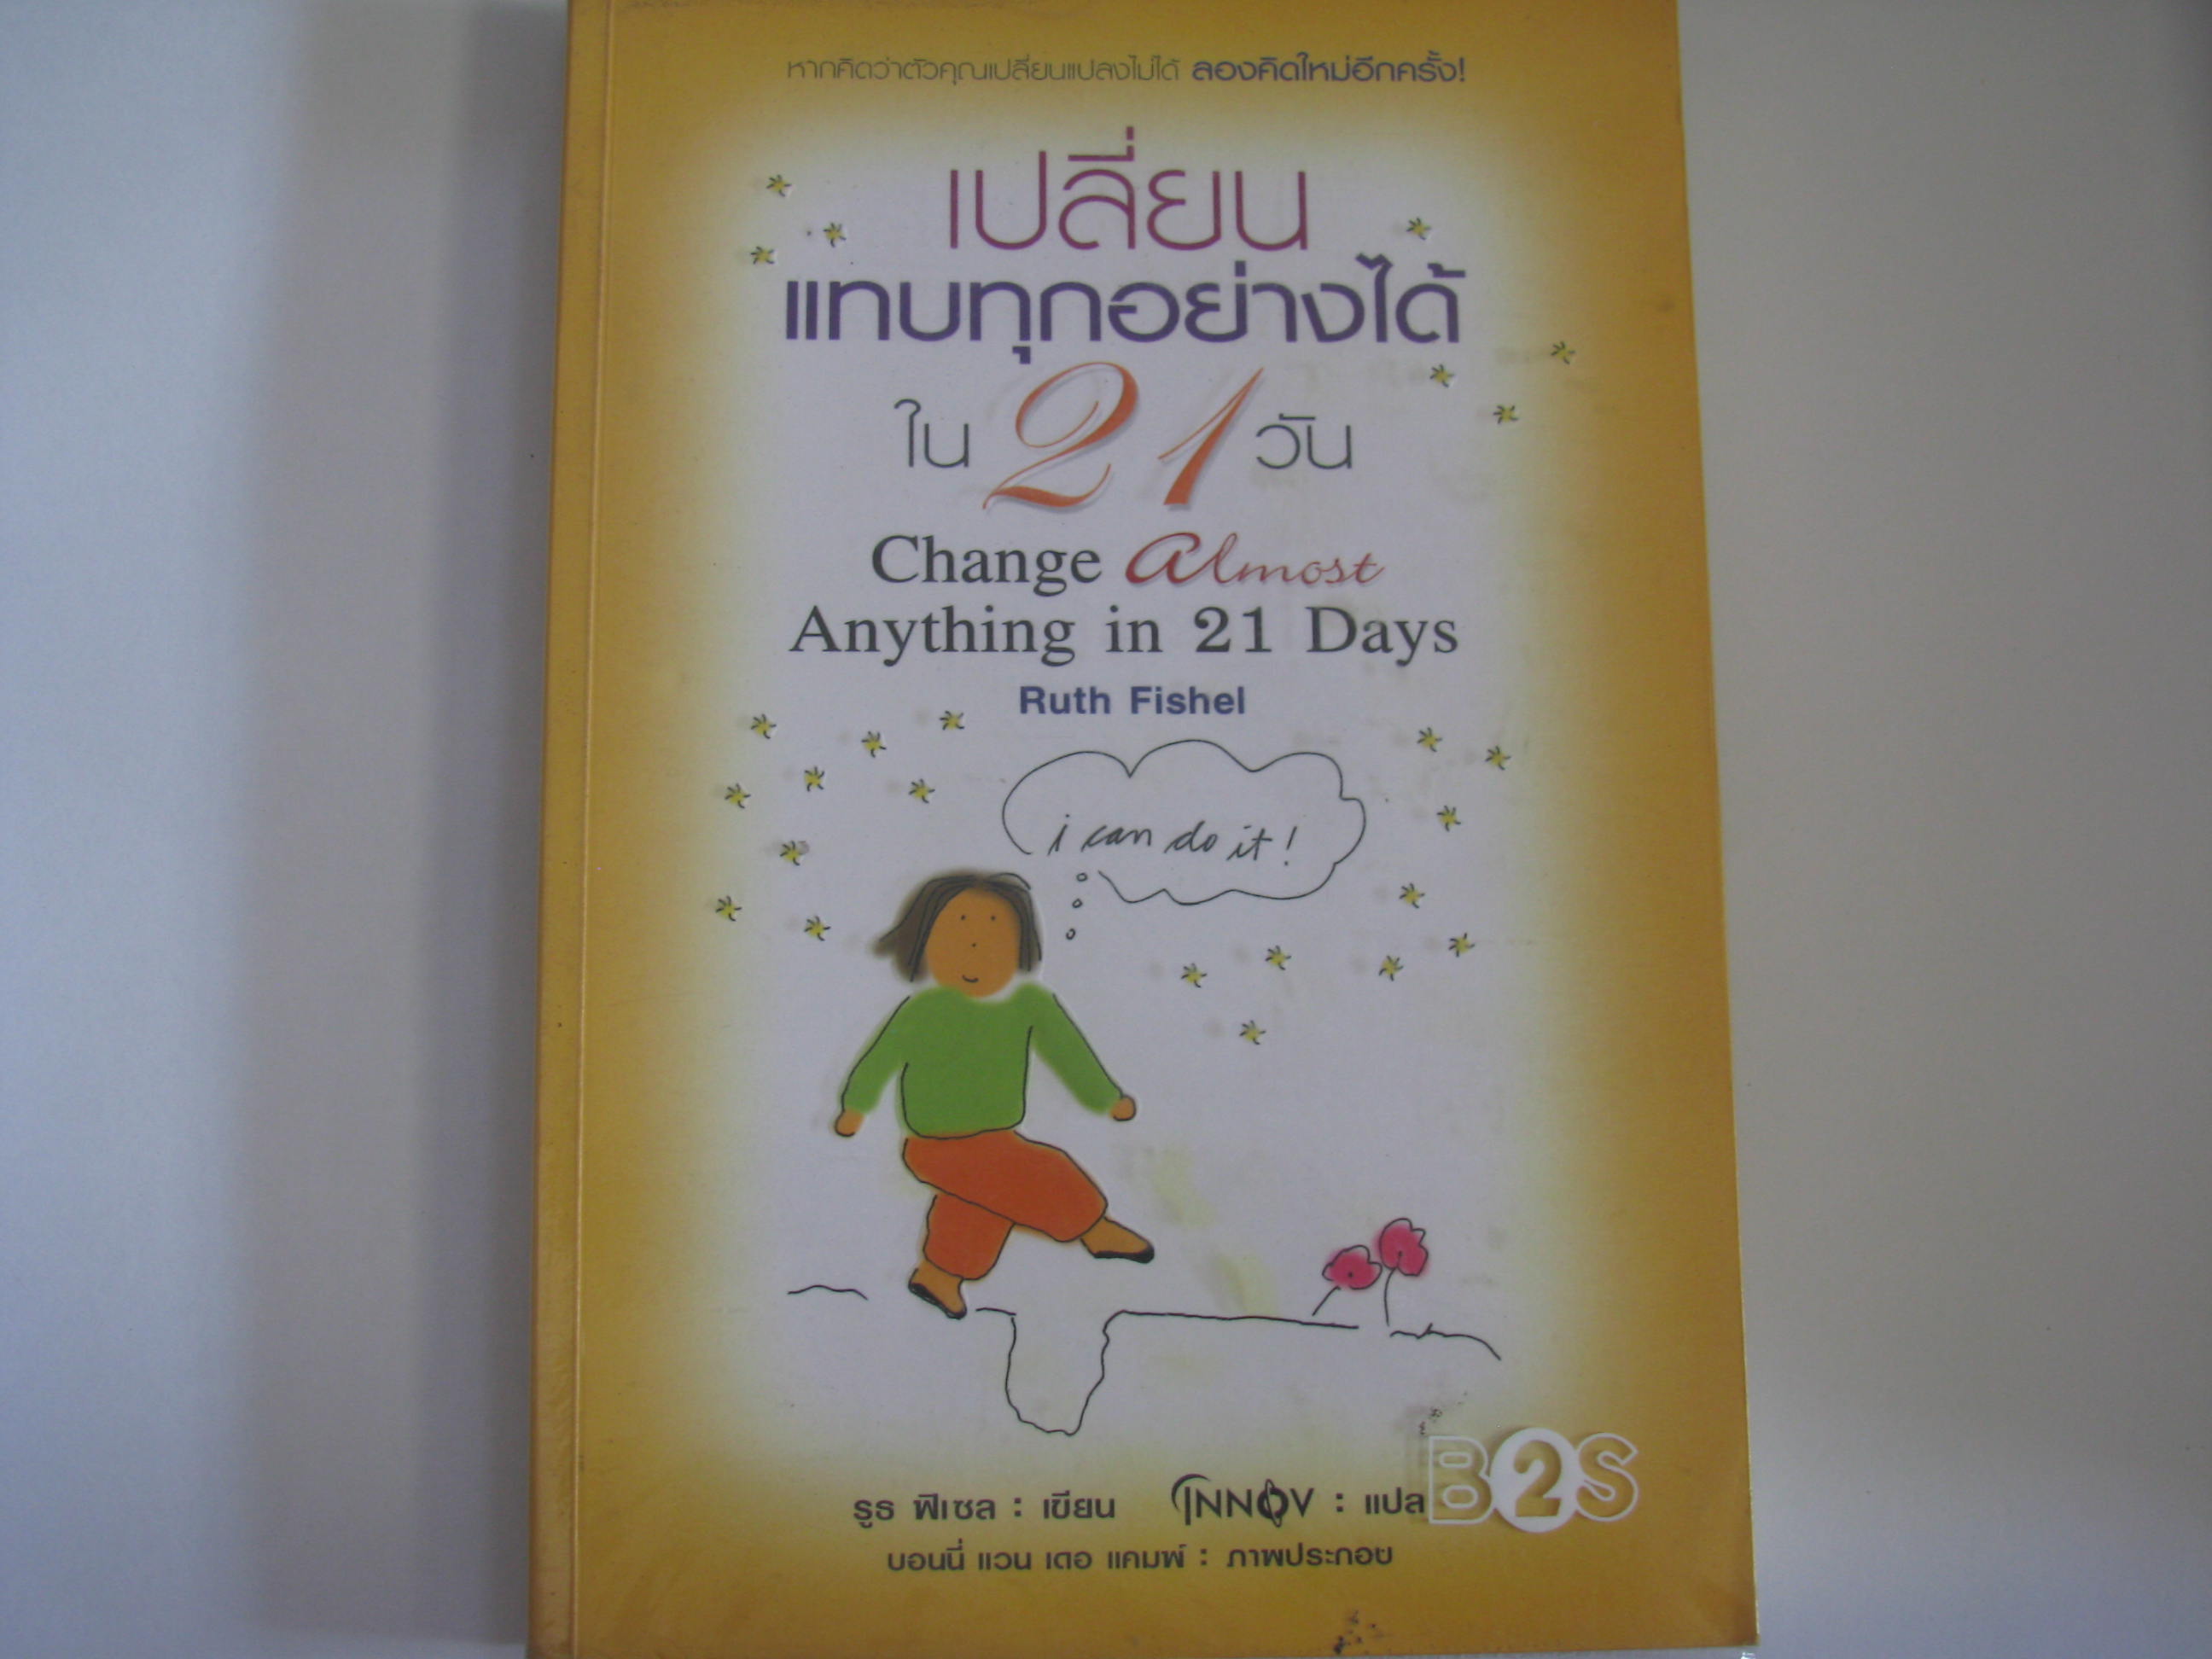 หากคิดว่าตัวคุณเปลี่ยนแปลงไม่ได้ ลองคิดใหม่อีกครั้ง!
เปลี่ยน
แทบทุกอย่างได้
ใน 21 วัน
Change Almost
Anything in 21 Days
Ruth Fishel
i can do it!
รูธ ฟิเชล : เขียน INNOV : แปล B2S
บอนนี่ แวน เดอ แคมพ์ : ภาพประกอบ